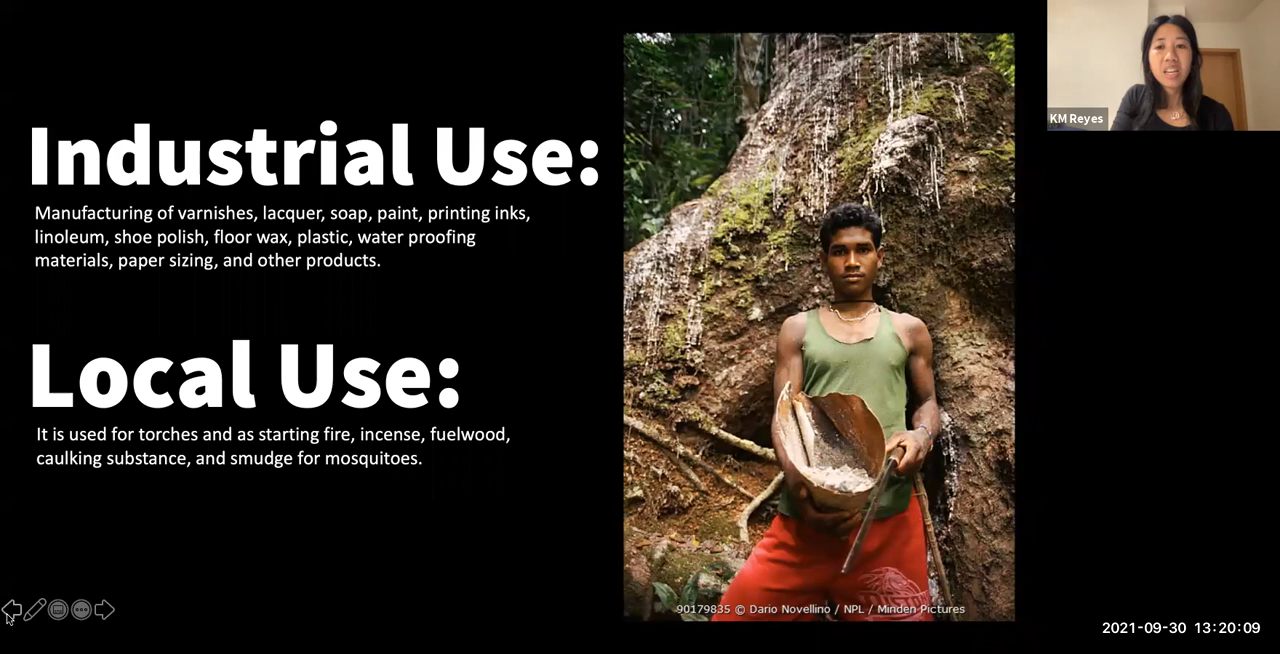 Industrial Use:
Manufacturing of varnishes, lacquer, soap, paint, printing inks,
linoleum, shoe polish, floor wax, plastic, water proofing
materials, paper sizing, and other products.
Local Use:
It is used for torches and as starting fire, incense, fuelwood,
caulking substance, and smudge for mosquitoes.
90179835 © Dario Novellino / NPL / Minden Pictures
KM Reyes
2021-09-30 13:20:09